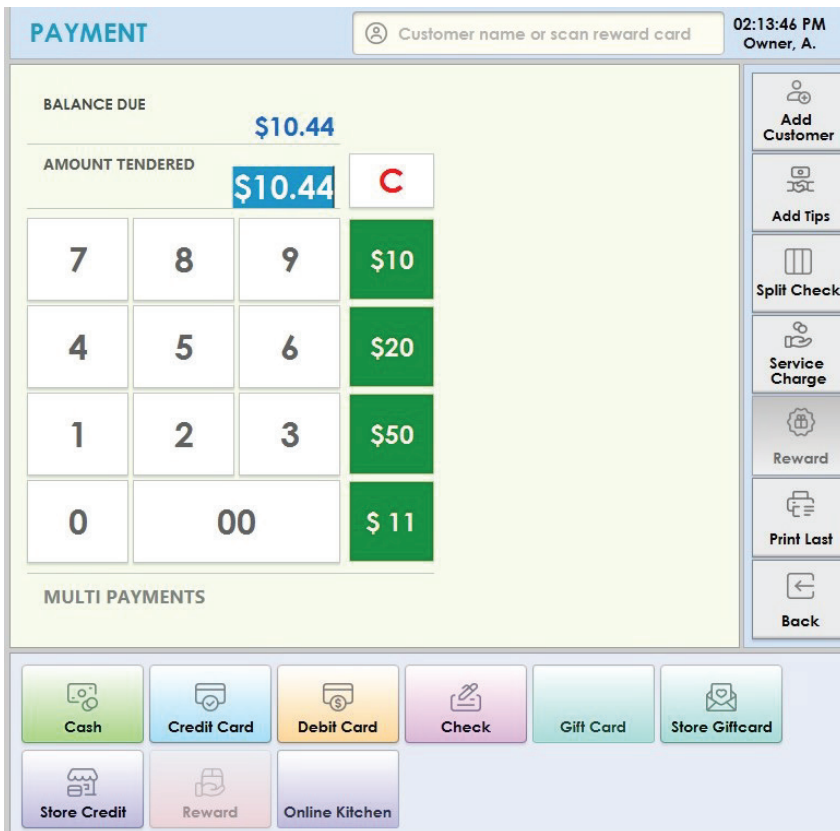 PAYMENT
Customer name or scan reward card
02:13:46 PM
Owner, A.
BALANCE DUE
$10.44
AMOUNT TENDERED
$10.44
C
7 8 9 $10
4 5 6 $20
1 2 3 $50
0 00 $ 11
MULTI PAYMENTS
Add
Customer
Add Tips
Split Check
Service
Charge
Reward
Print Last
Back
Cash
Credit Card
Debit Card
Check
Gift Card
Store Giftcard
Store Credit
Reward
Online Kitchen